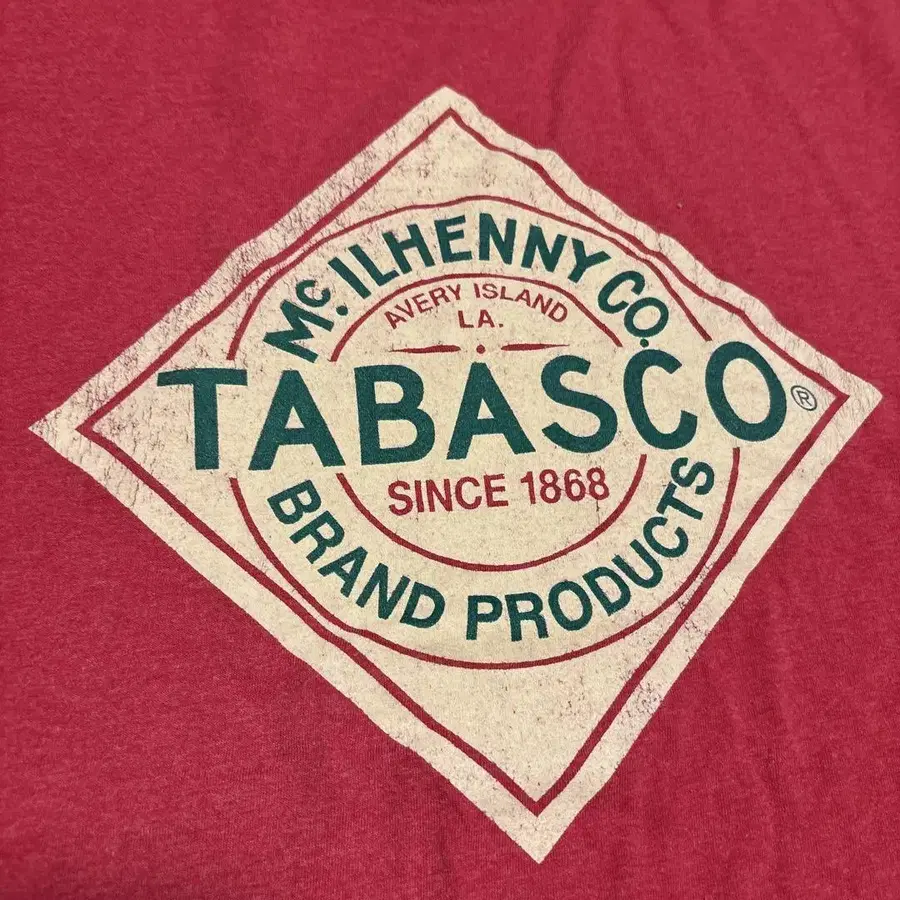 Mc. ILHENNY CO.
AVERY ISLAND
LA.
TABASCO®
SINCE 1868
BRAND PRODUCTS